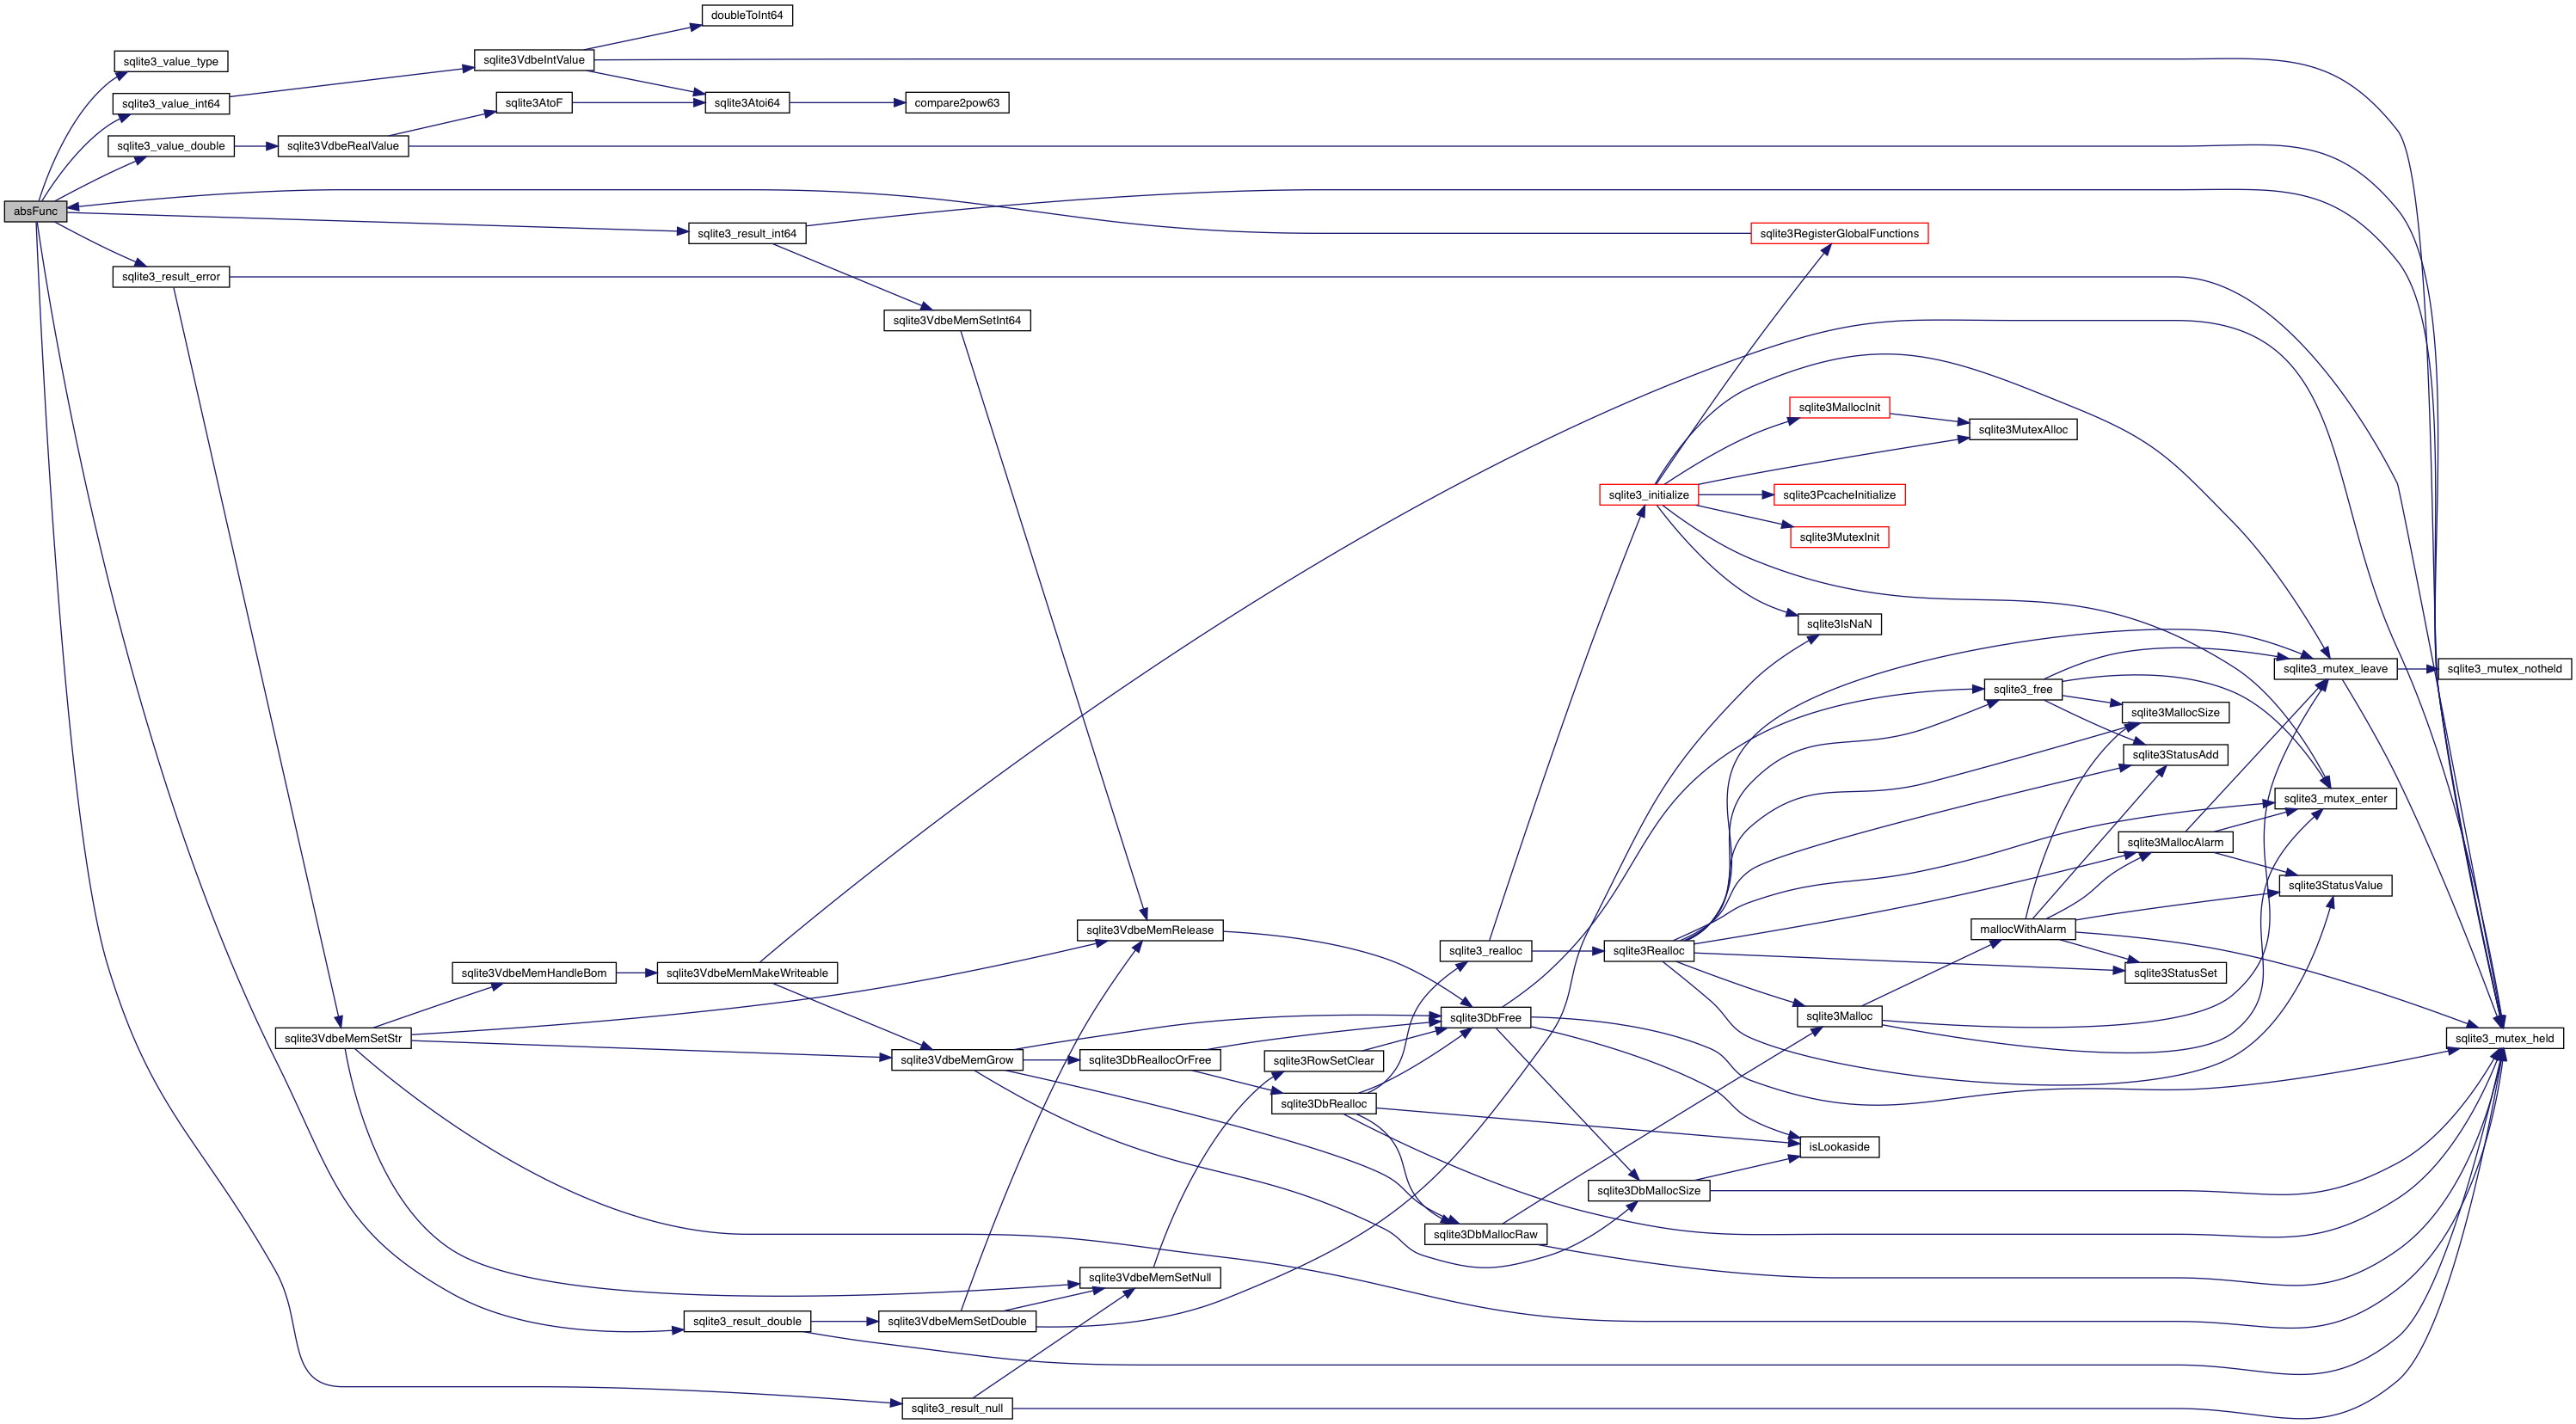 doubleToInt64
sqlite3_value_type
sqlite3VdbeIntValue
sqlite3_value_int64
sqlite3AtoF
sqlite3Atoi64
compare2pow63
sqlite3_value_double
sqlite3VdbeRealValue
absFunc
sqlite3_result_int64
sqlite3RegisterGlobalFunctions
sqlite3_result_error
sqlite3VdbeMemSetInt64
sqlite3MallocInit
sqlite3MutexAlloc
sqlite3_initialize
sqlite3PcacheInitialize
sqlite3MutexInit
sqlite3IsNaN
sqlite3_mutex_leave
sqlite3_mutex_notheld
sqlite3_free
sqlite3MallocSize
sqlite3StatusAdd
sqlite3_mutex_enter
sqlite3MallocAlarm
sqlite3StatusValue
sqlite3VdbeMemRelease
mallocWithAlarm
sqlite3_realloc
sqlite3Realloc
sqlite3VdbeMemHandleBom
sqlite3VdbeMemMakeWriteable
sqlite3StatusSet
sqlite3DbFree
sqlite3Malloc
sqlite3VdbeMemSetStr
sqlite3_mutex_held
sqlite3VdbeMemGrow
sqlite3DbReallocOrFree
sqlite3RowSetClear
sqlite3DbRealloc
isLookaside
sqlite3DbMallocSize
sqlite3DbMallocRaw
sqlite3VdbeMemSetNull
sqlite3_result_double
sqlite3VdbeMemSetDouble
sqlite3_result_null